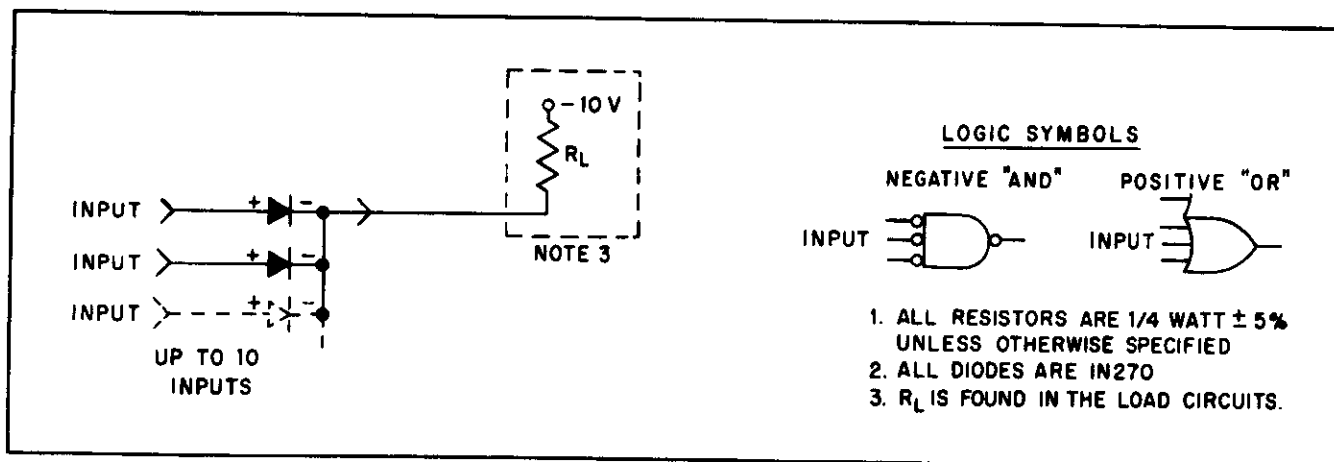 -10 V
R_L
INPUT
+ -
INPUT
+ -
INPUT
+ -
UP TO 10
INPUTS
NOTE 3
LOGIC SYMBOLS
NEGATIVE "AND"
POSITIVE "OR"
INPUT
INPUT
1. ALL RESISTORS ARE 1/4 WATT ± 5%
UNLESS OTHERWISE SPECIFIED
2. ALL DIODES ARE IN270
3. R_L IS FOUND IN THE LOAD CIRCUITS.